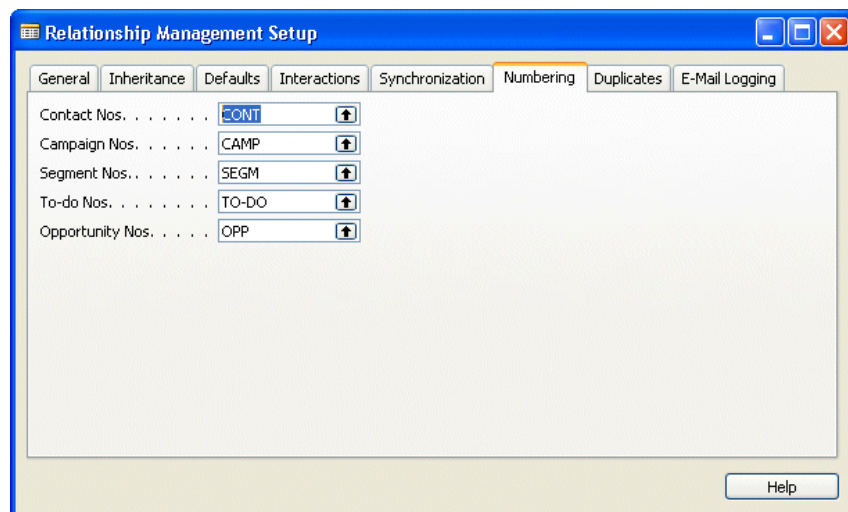 Relationship Management Setup
General Inheritance Defaults Interactions Synchronization Numbering Duplicates E-Mail Logging
Contact Nos. . . . . . . . CONT
Campaign Nos. . . . . . CAMP
Segment Nos.. . . . . . SEGM
To-do Nos. . . . . . . . TO-DO
Opportunity Nos. . . . . OPP
Help